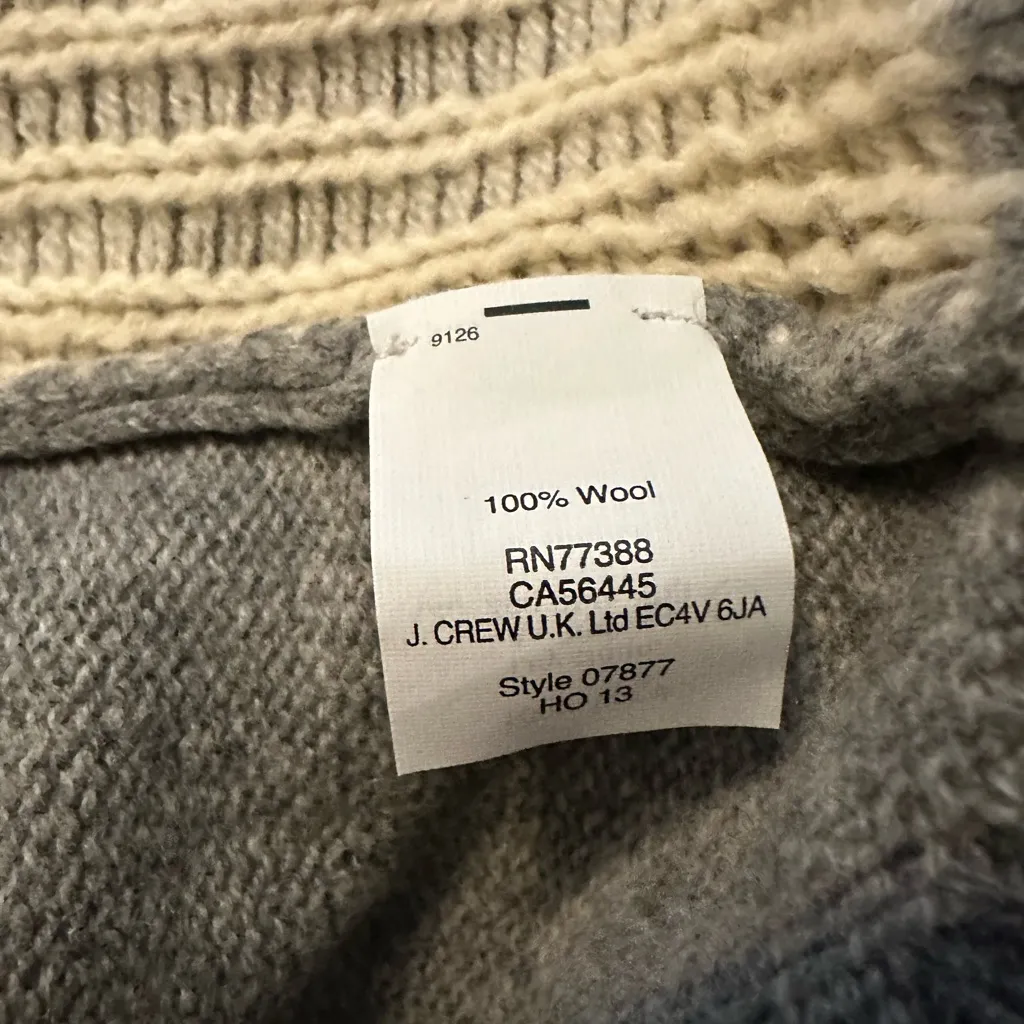 9126
100% Wool
RN77388
CA56445
J. CREW U.K. Ltd EC4V 6JA
Style 07877
HO 13